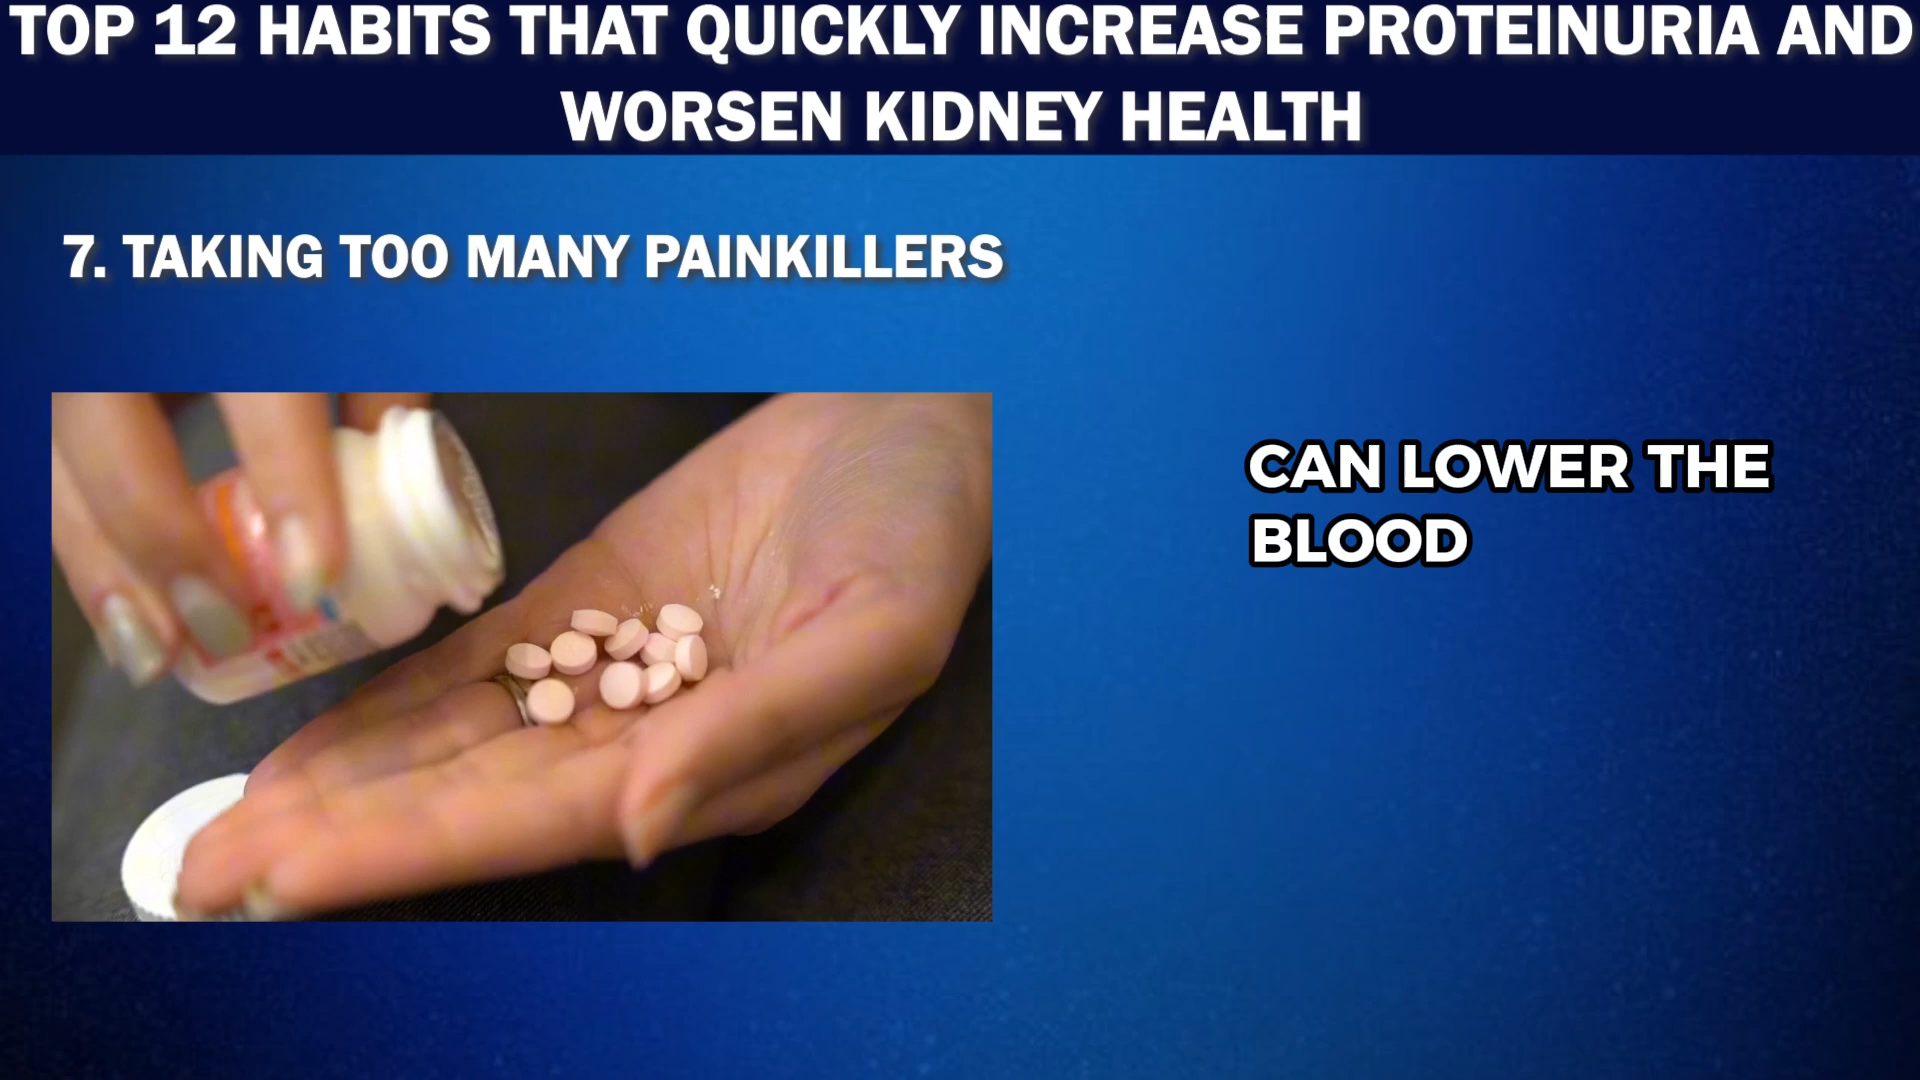 TOP 12 HABITS THAT QUICKLY INCREASE PROTEINURIA AND
WORSEN KIDNEY HEALTH
7. TAKING TOO MANY PAINKILLERS
CAN LOWER THE
BLOOD